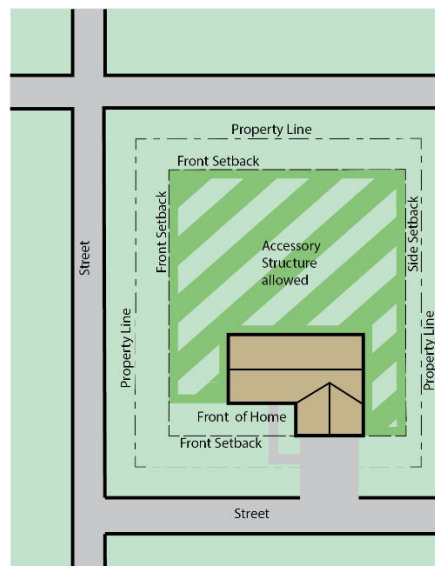 Property Line
Front Setback
Front Setback
Side Setback
Street
Accessory
Structure
allowed
Property Line
Property Line
Front of Home
Front Setback
Street